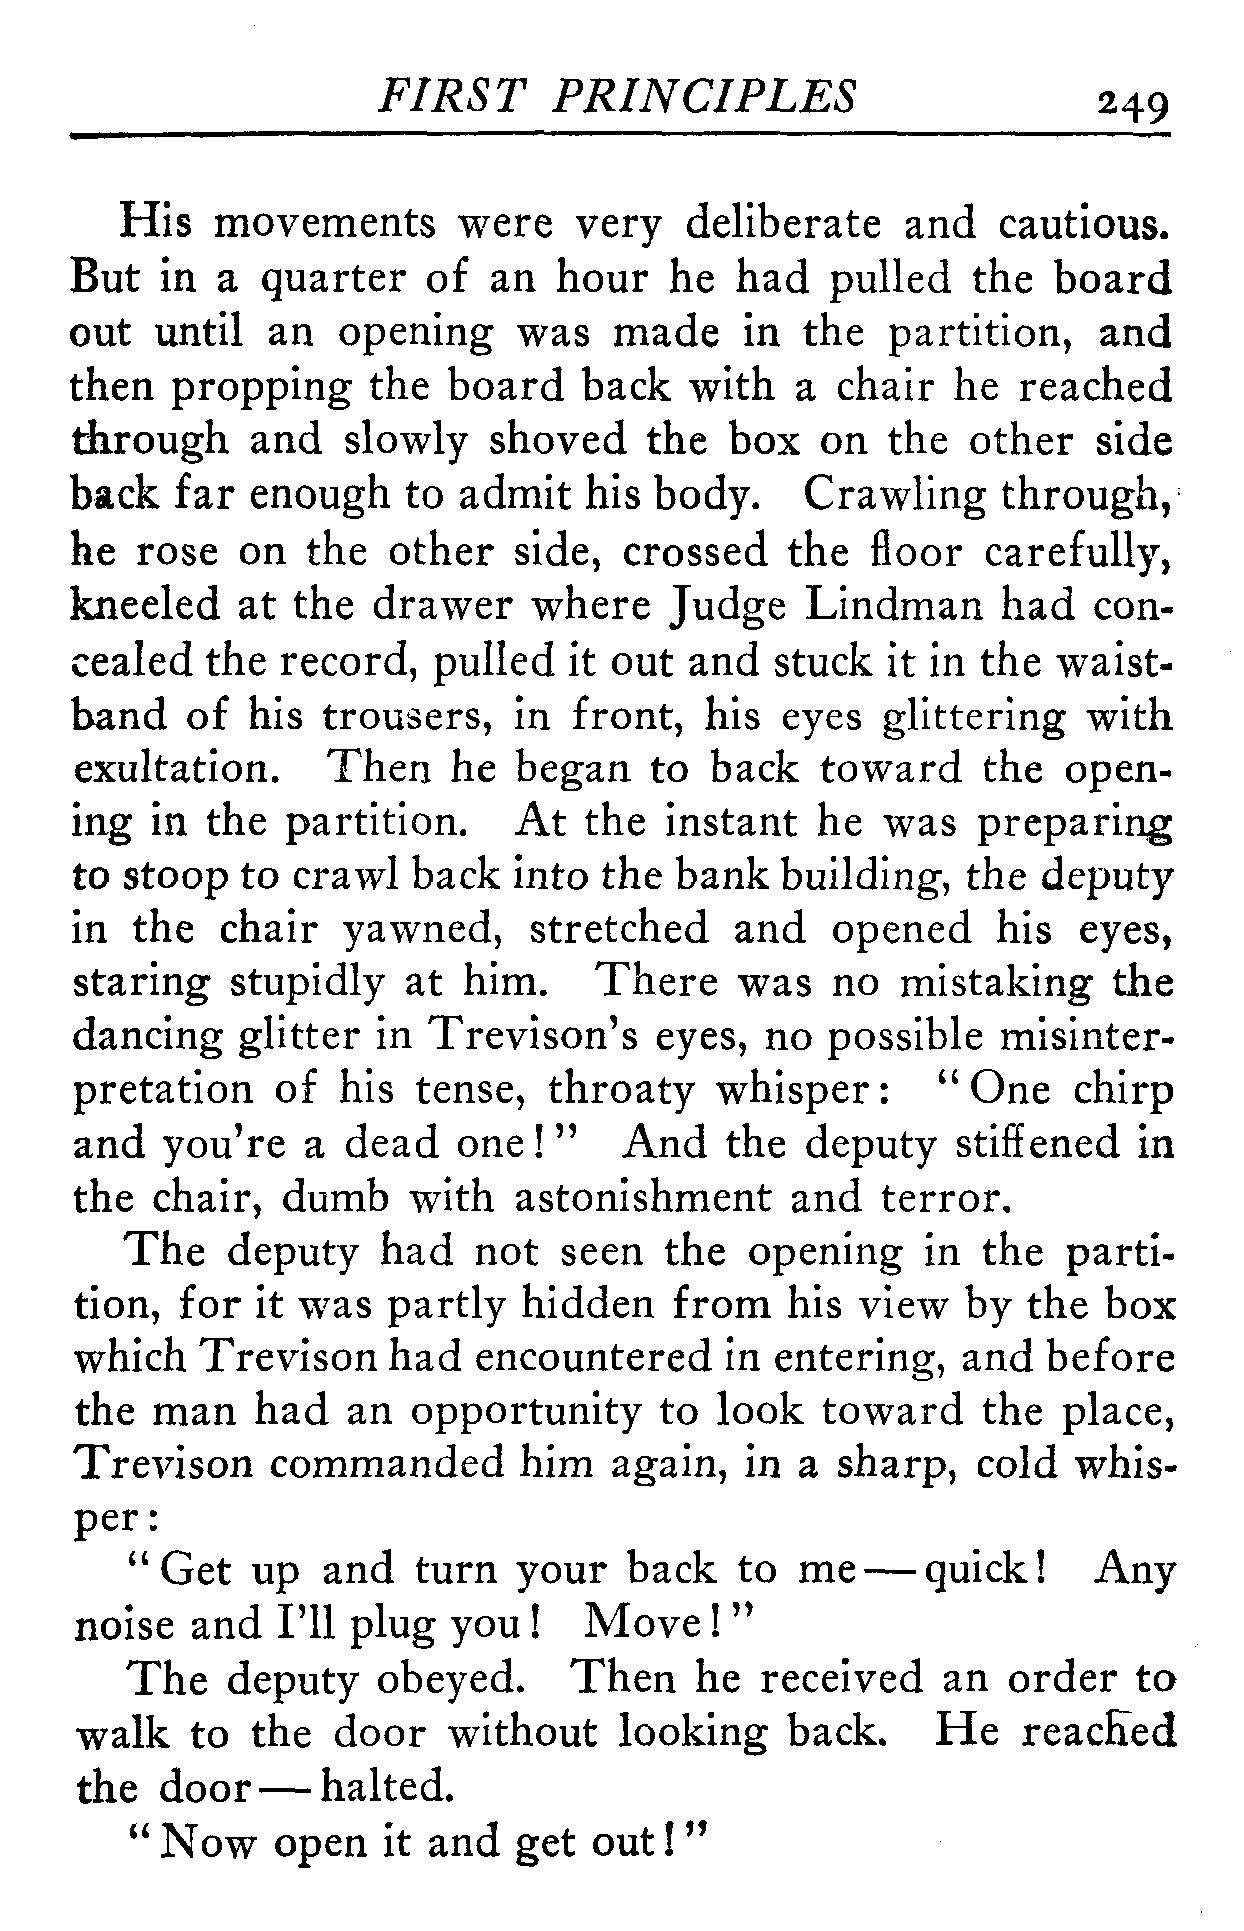 FIRST PRINCIPLES 249
His movements were very deliberate and cautious.
But in a quarter of an hour he had pulled the board
out until an opening was made in the partition, and
then propping the board back with a chair he reached
through and slowly shoved the box on the other side
back far enough to admit his body. Crawling through,
he rose on the other side, crossed the floor carefully,
kneeled at the drawer where Judge Lindman had con-
cealed the record, pulled it out and stuck it in the waist-
band of his trousers, in front, his eyes glittering with
exultation. Then he began to back toward the open-
ing in the partition. At the instant he was preparing
to stoop to crawl back into the bank building, the deputy
in the chair yawned, stretched and opened his eyes,
staring stupidly at him. There was no mistaking the
dancing glitter in Trevison's eyes, no possible misinter-
pretation of his tense, throaty whisper: "One chirp
and you're a dead one!" And the deputy stiffened in
the chair, dumb with astonishment and terror.
The deputy had not seen the opening in the parti-
tion, for it was partly hidden from his view by the box
which Trevison had encountered in entering, and before
the man had an opportunity to look toward the place,
Trevison commanded him again, in a sharp, cold whis-
per:
"Get up and turn your back to me—quick! Any
noise and I'll plug you! Move!"
The deputy obeyed. Then he received an order to
walk to the door without looking back. He reached
the door—halted.
"Now open it and get out!"